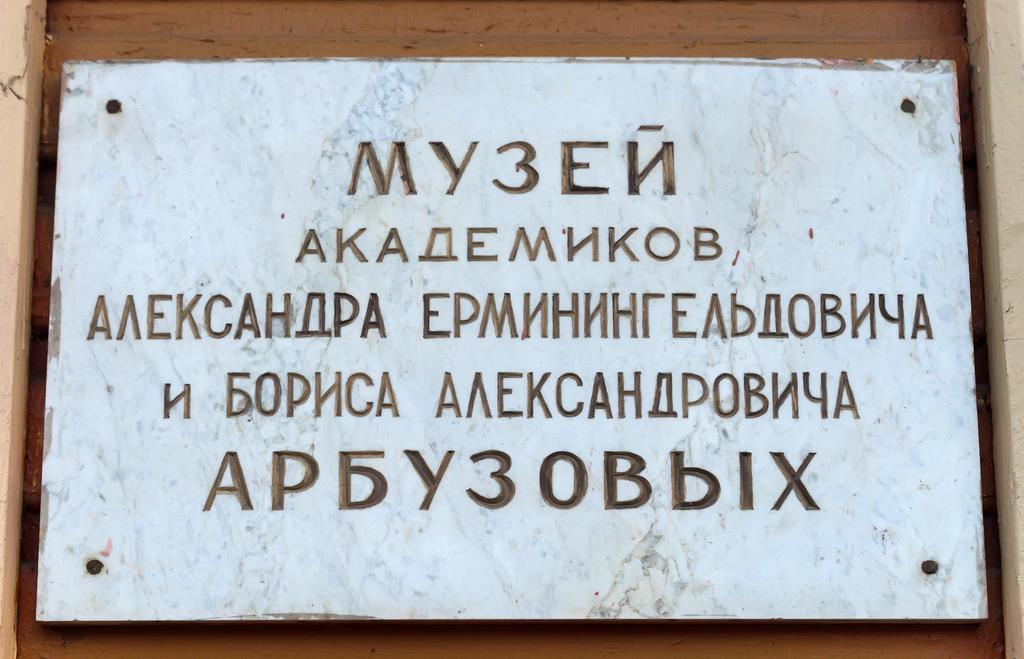 МУЗЕЙ
АКАДЕМИКОВ
АЛЕКСАНДРА ЕРМИНИНГЕЛЬДОВИЧА
и БОРИСА АЛЕКСАНДРОВИЧА
АРБУЗОВЫХ